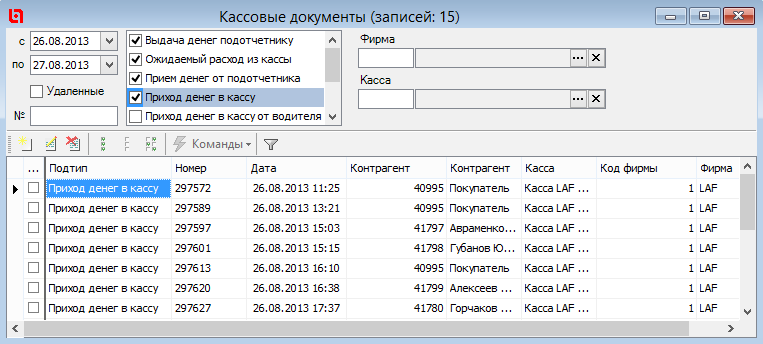 Кассовые документы (записей: 15)
с 26.08.2013
по 27.08.2013
Удаленные
№
Выдача денег подотчетнику
Ожидаемый расход из кассы
Прием денег от подотчетника
Приход денег в кассу
Приход денег в кассу от водителя
Фирма
Касса
Команды
... Подтип Номер Дата Контрагент Контрагент Касса Код фирмы Фирма
Приход денег в кассу 297572 26.08.2013 11:25 40995 Покупатель Касса LAF ... 1 LAF
Приход денег в кассу 297589 26.08.2013 13:21 40995 Покупатель Касса LAF ... 1 LAF
Приход денег в кассу 297597 26.08.2013 15:03 41797 Авраменко... Касса LAF ... 1 LAF
Приход денег в кассу 297601 26.08.2013 15:15 41798 Губанов Ю... Касса LAF ... 1 LAF
Приход денег в кассу 297613 26.08.2013 16:10 40995 Покупатель Касса LAF ... 1 LAF
Приход денег в кассу 297620 26.08.2013 16:38 41799 Алексеев ... Касса LAF ... 1 LAF
Приход денег в кассу 297627 26.08.2013 17:37 41780 Горчаков ... Касса LAF ... 1 LAF